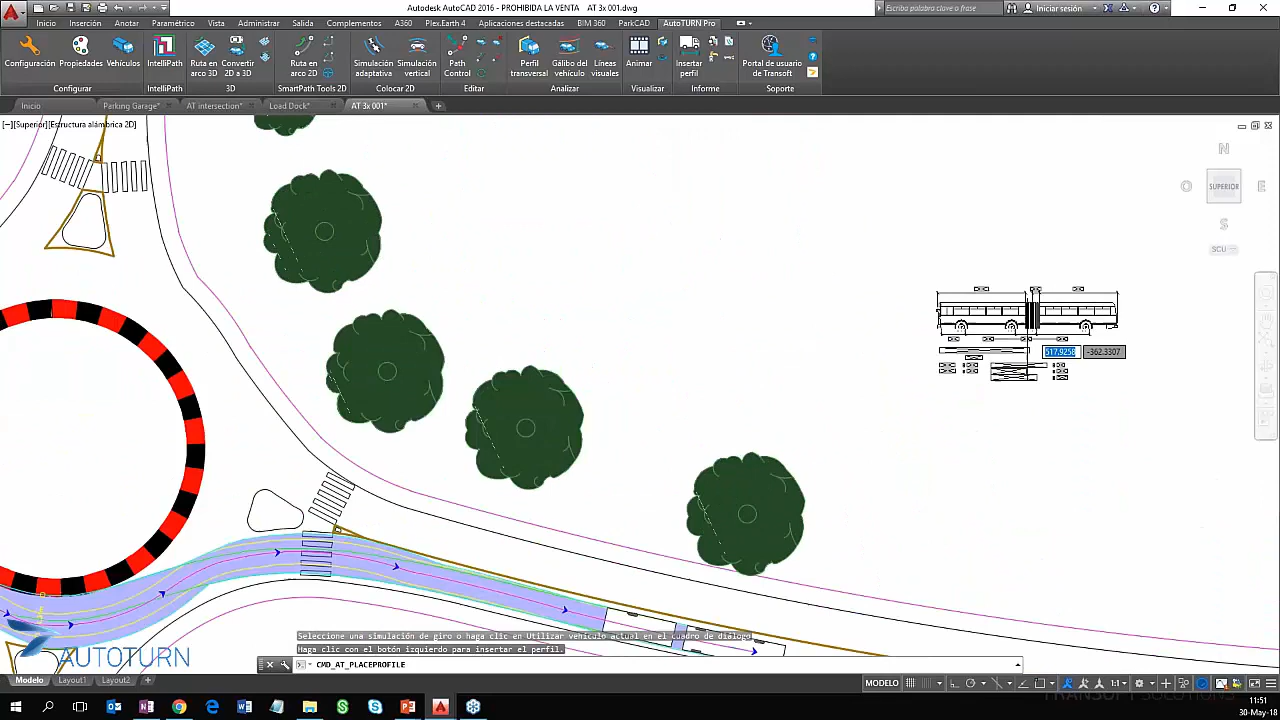 Autodesk AutoCAD 2016 - PROHIBIDA LA VENTA AT 3x 001.dwg
Escriba palabra clave o frase
Iniciar sesión
Inicio Inserción Anotar Paramétrico Vista Administrar Salida Complementos A360 Plex.Earth 4 Aplicaciones destacadas BIM 360 ParkCAD AutoTURN Pro
Configuración Propiedades Vehículos IntelliPath Ruta en arco 3D Convertir 2D a 3D Ruta en arco 2D Simulación adaptativa Simulación vertical Path Control Perfil transversal Gálibo del vehículo Líneas visuales Animar Insertar perfil Portal de usuario de Transoft
Configurar IntelliPath 3D SmartPath Tools 2D Colocar 2D Editar Analizar Visualizar Informe Soporte
Inicio Parking Garage* AT intersection* Load Dock* AT 3x 001*
[−][Superior][Estructura alámbrica 2D]
N
O SUPERIOR E
S
SCU
517.9258 -362.3307
Seleccione una simulación de giro o haga clic en Utilizar vehículo actual en el cuadro de diálogo
Haga clic con el botón izquierdo para insertar el perfil.
AUTOTURN
CMD_AT_PLACEPROFILE
Modelo Layout1 Layout2
MODELO 1:1
TRANSOFT SOLUTIONS
11:51
30-May-18